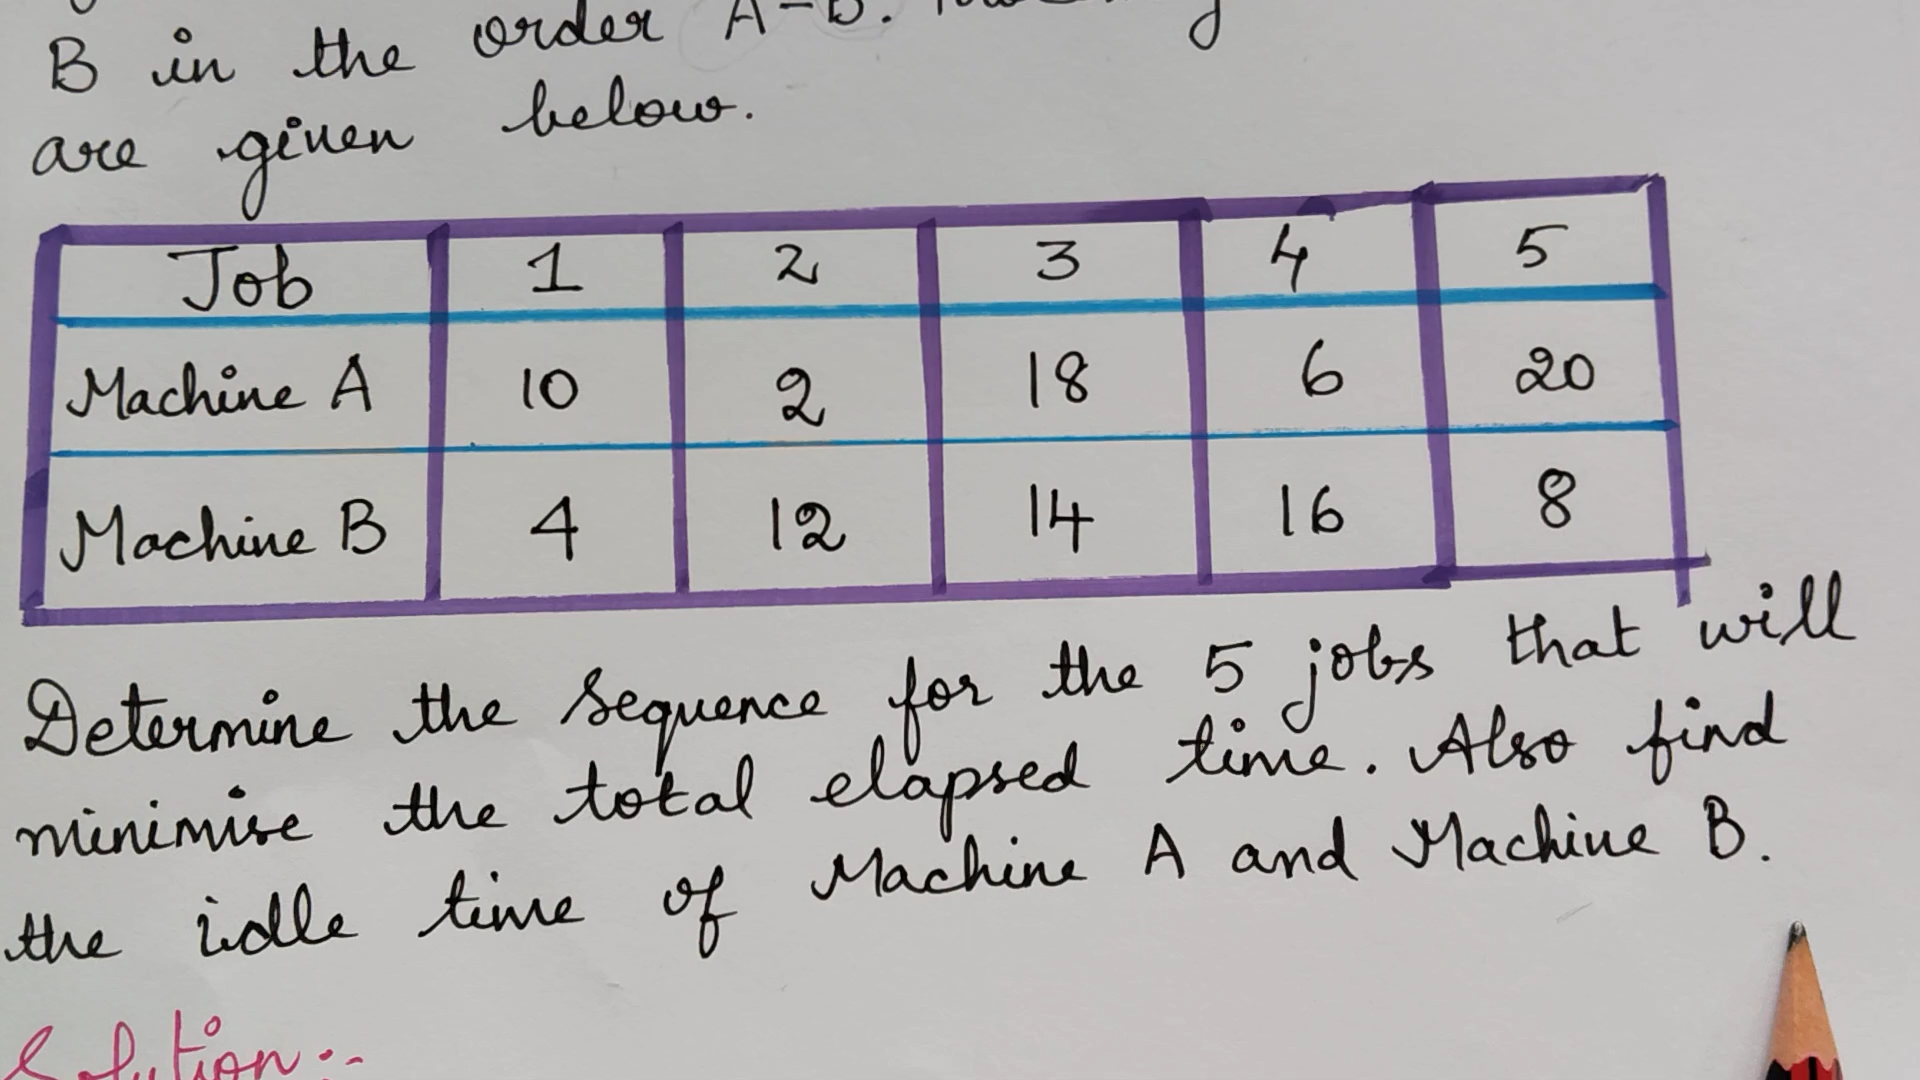 B in the order A-B.
are given below.
Job 1 2 3 4 5
Machine A 10 2 18 6 20
Machine B 4 12 14 16 8
Determine the sequence for the 5 jobs that will
minimise the total elapsed time. Also find
the idle time of Machine A and Machine B.
Solution:-